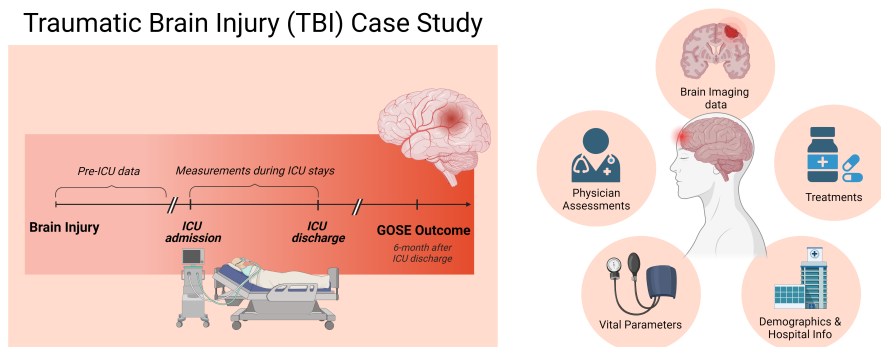 Traumatic Brain Injury (TBI) Case Study
Pre-ICU data
Measurements during ICU stays
Brain Injury
ICU
admission
ICU
discharge
GOSE Outcome
6-month after
ICU discharge
Brain Imaging
data
Physician
Assessments
Treatments
Vital Parameters
Demographics &
Hospital Info